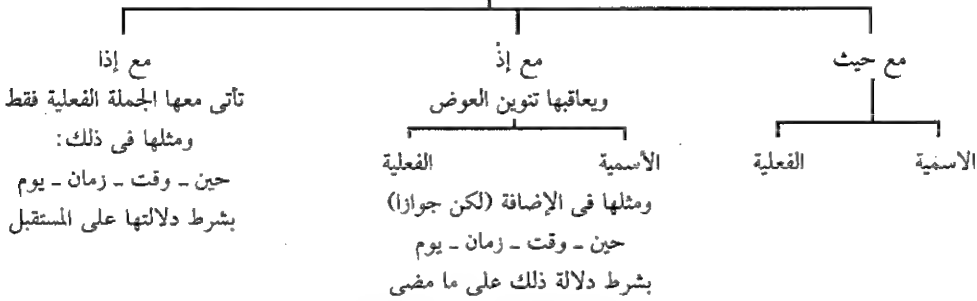 مع حيث
الاسمية
الفعلية
مع إذْ
ويعاقبها تنوين العوض
الأسمية
الفعلية
ومثلها فى الإضافة (لكن جوازا)
حين ـ وقت ـ زمان ـ يوم
بشرط دلالة ذلك على ما مضى
مع إذا
تأتى معها الجملة الفعلية فقط
ومثلها فى ذلك:
حين ـ وقت ـ زمان ـ يوم
بشرط دلالتها على المستقبل